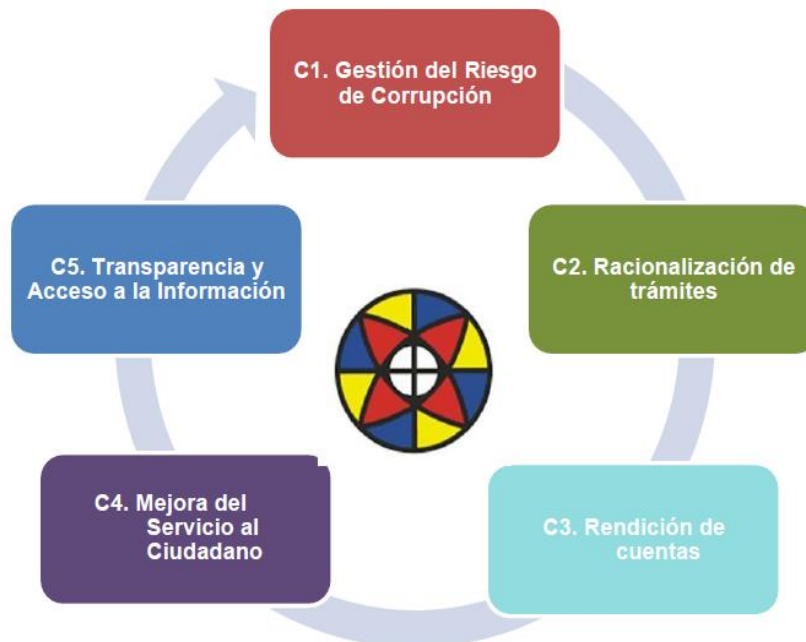 C1. Gestión del Riesgo
de Corrupción
C2. Racionalización de
trámites
C3. Rendición de
cuentas
C4. Mejora del
Servicio al
Ciudadano
C5. Transparencia y
Acceso a la Información